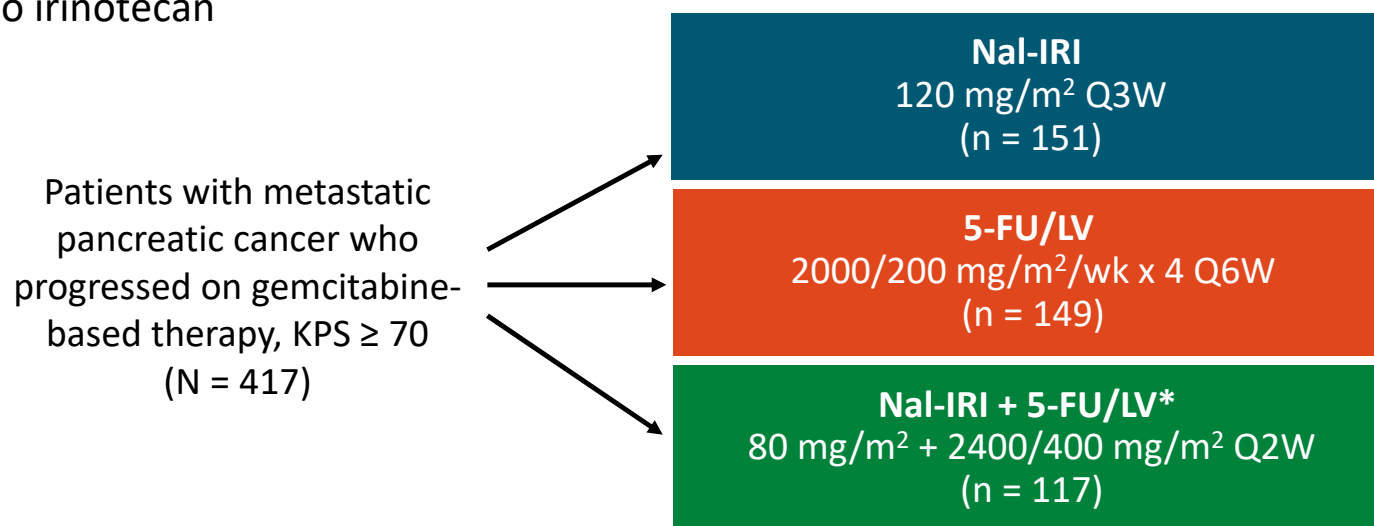 o irinotecan
Nal-IRI
120 mg/m² Q3W
(n = 151)
Patients with metastatic
pancreatic cancer who
progressed on gemcitabine-
based therapy, KPS ≥ 70
(N = 417)
5-FU/LV
2000/200 mg/m²/wk x 4 Q6W
(n = 149)
Nal-IRI + 5-FU/LV*
80 mg/m² + 2400/400 mg/m² Q2W
(n = 117)